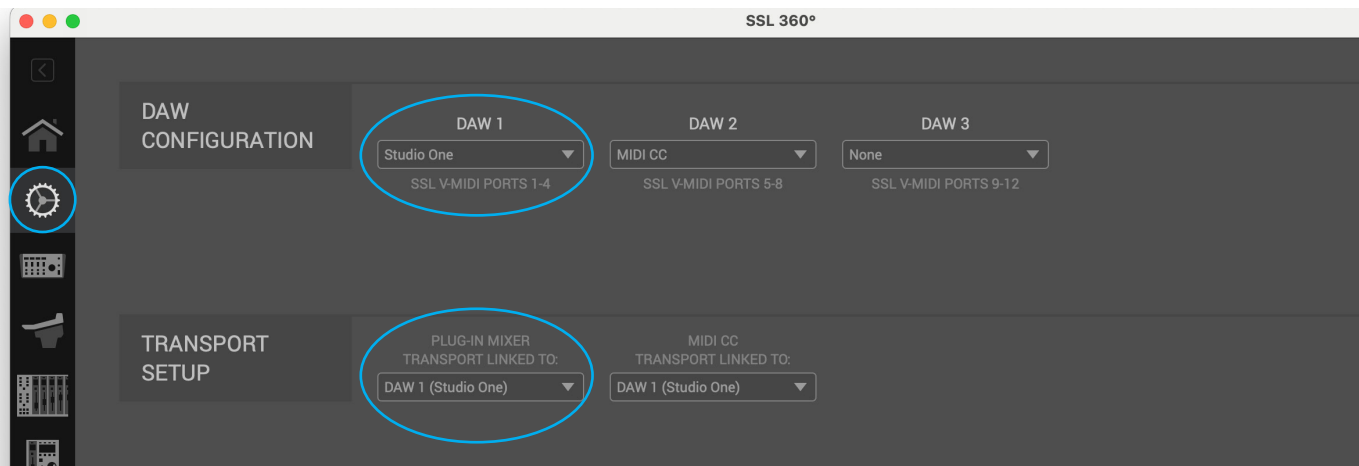 SSL 360°
DAW
CONFIGURATION
DAW 1
DAW 2
DAW 3
Studio One
MIDI CC
None
SSL V-MIDI PORTS 1-4
SSL V-MIDI PORTS 5-8
SSL V-MIDI PORTS 9-12
TRANSPORT
SETUP
PLUG-IN MIXER
TRANSPORT LINKED TO:
DAW 1 (Studio One)
MIDI CC
TRANSPORT LINKED TO:
DAW 1 (Studio One)